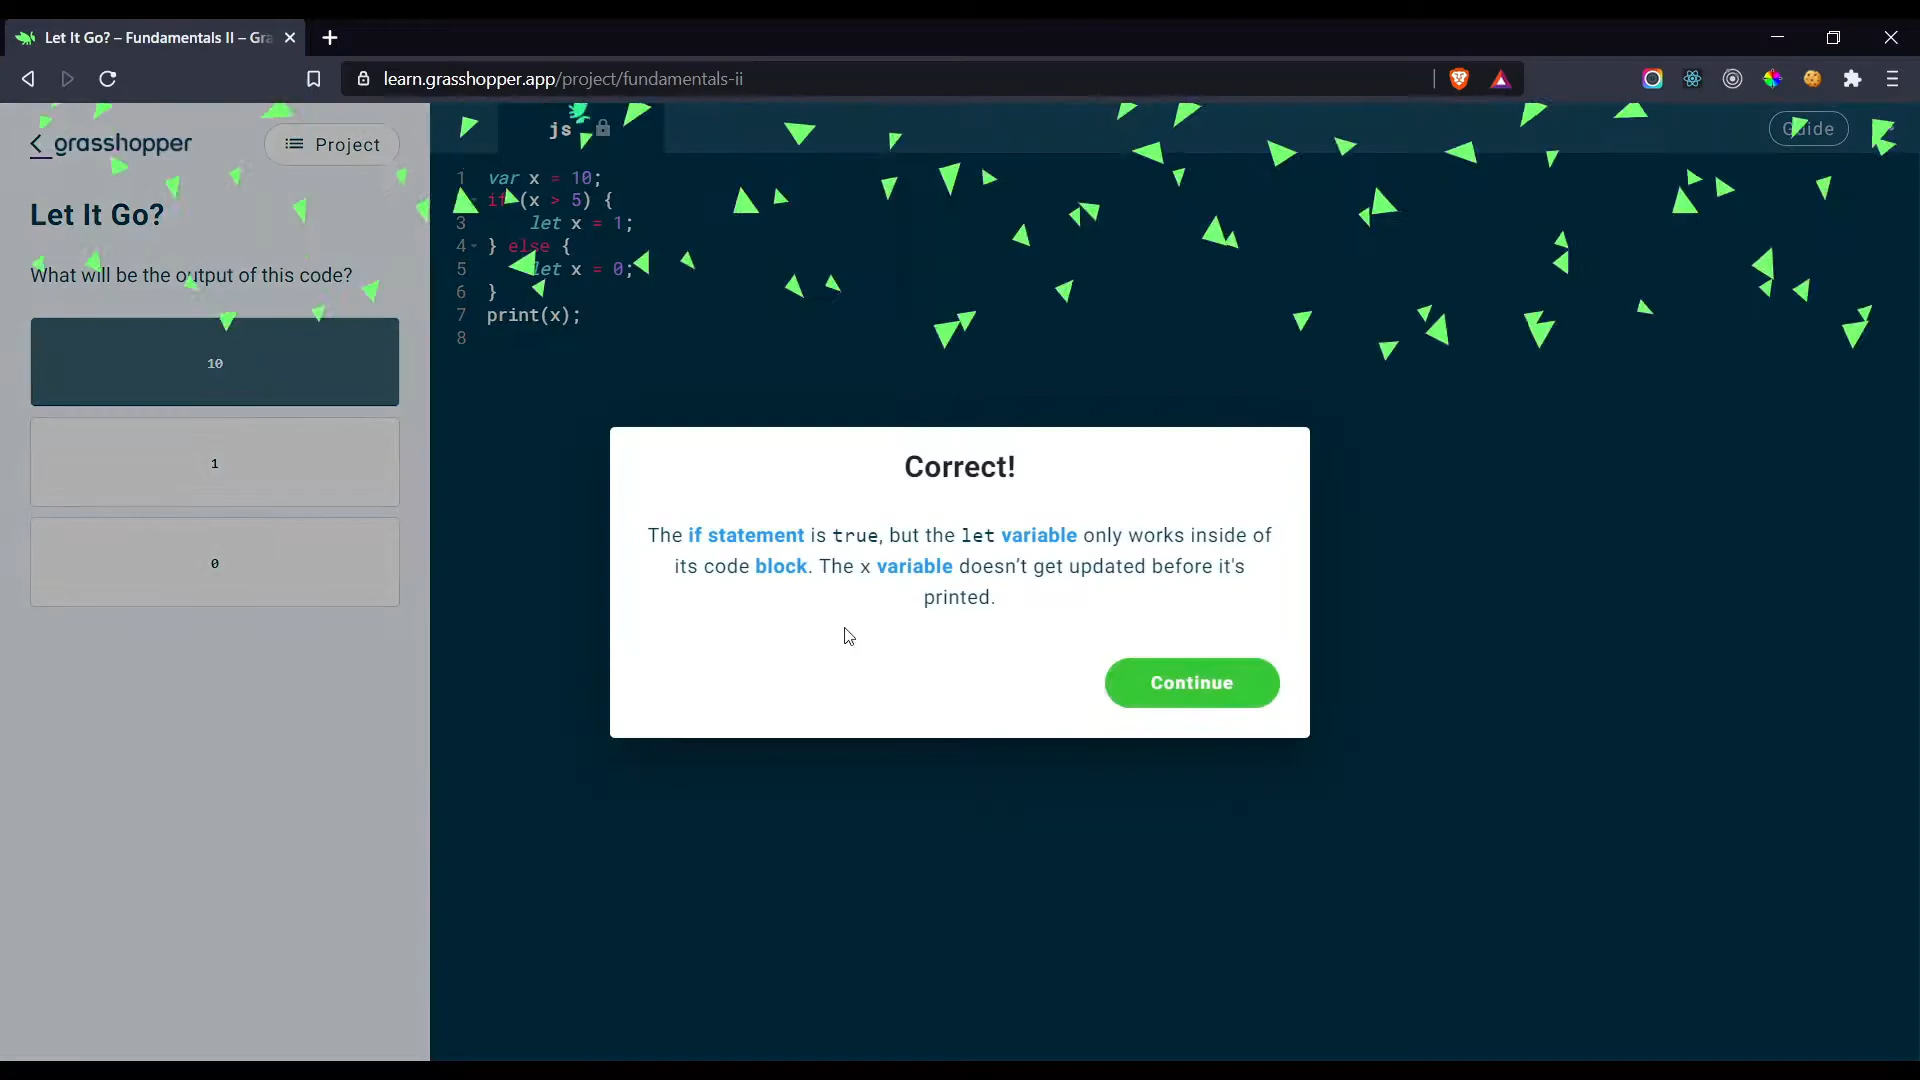 Let It Go? – Fundamentals II – Gra
learn.grasshopper.app/project/fundamentals-ii
grasshopper
Project
js
Guide
Let It Go?
What will be the output of this code?
10
1
0
1 var x = 10;
if (x > 5) {
3 let x = 1;
4 } else {
5 let x = 0;
6 }
7 print(x);
8
Correct!
The if statement is true, but the let variable only works inside of
its code block. The x variable doesn't get updated before it's
printed.
Continue